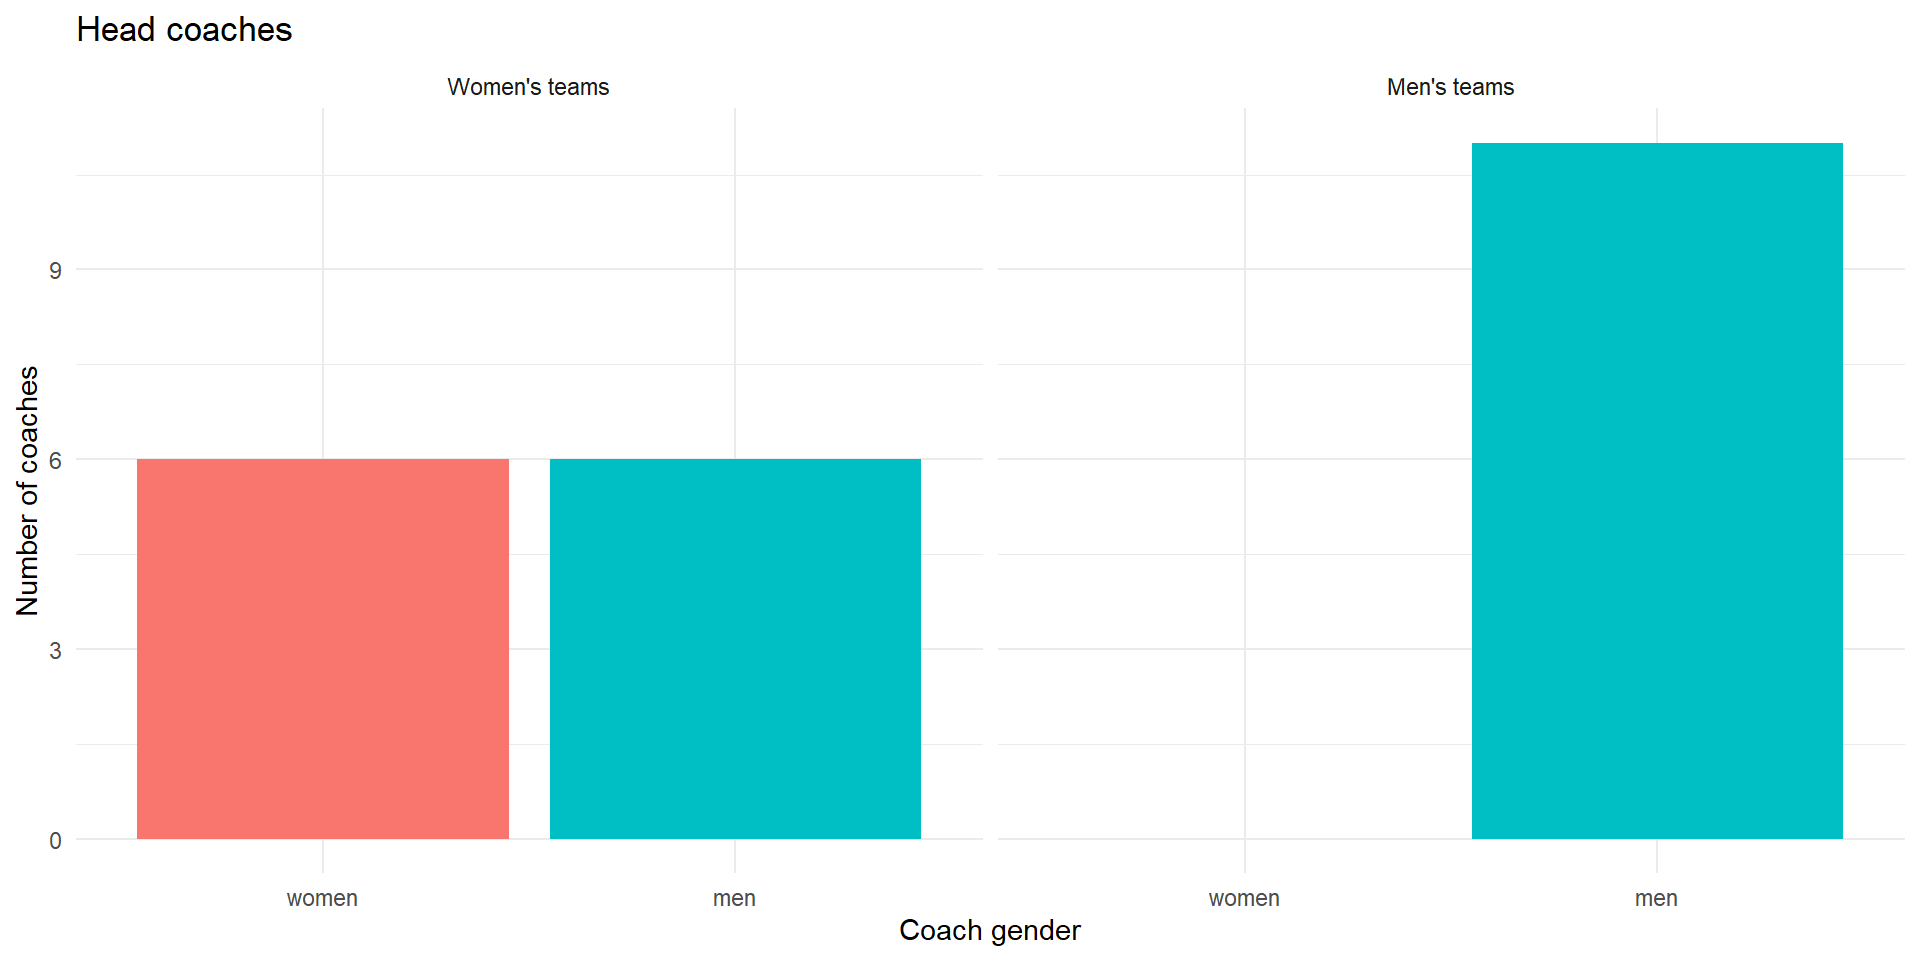 Head coaches
Women's teams
Men's teams
Number of coaches
9
6
3
0
women
men
women
men
Coach gender